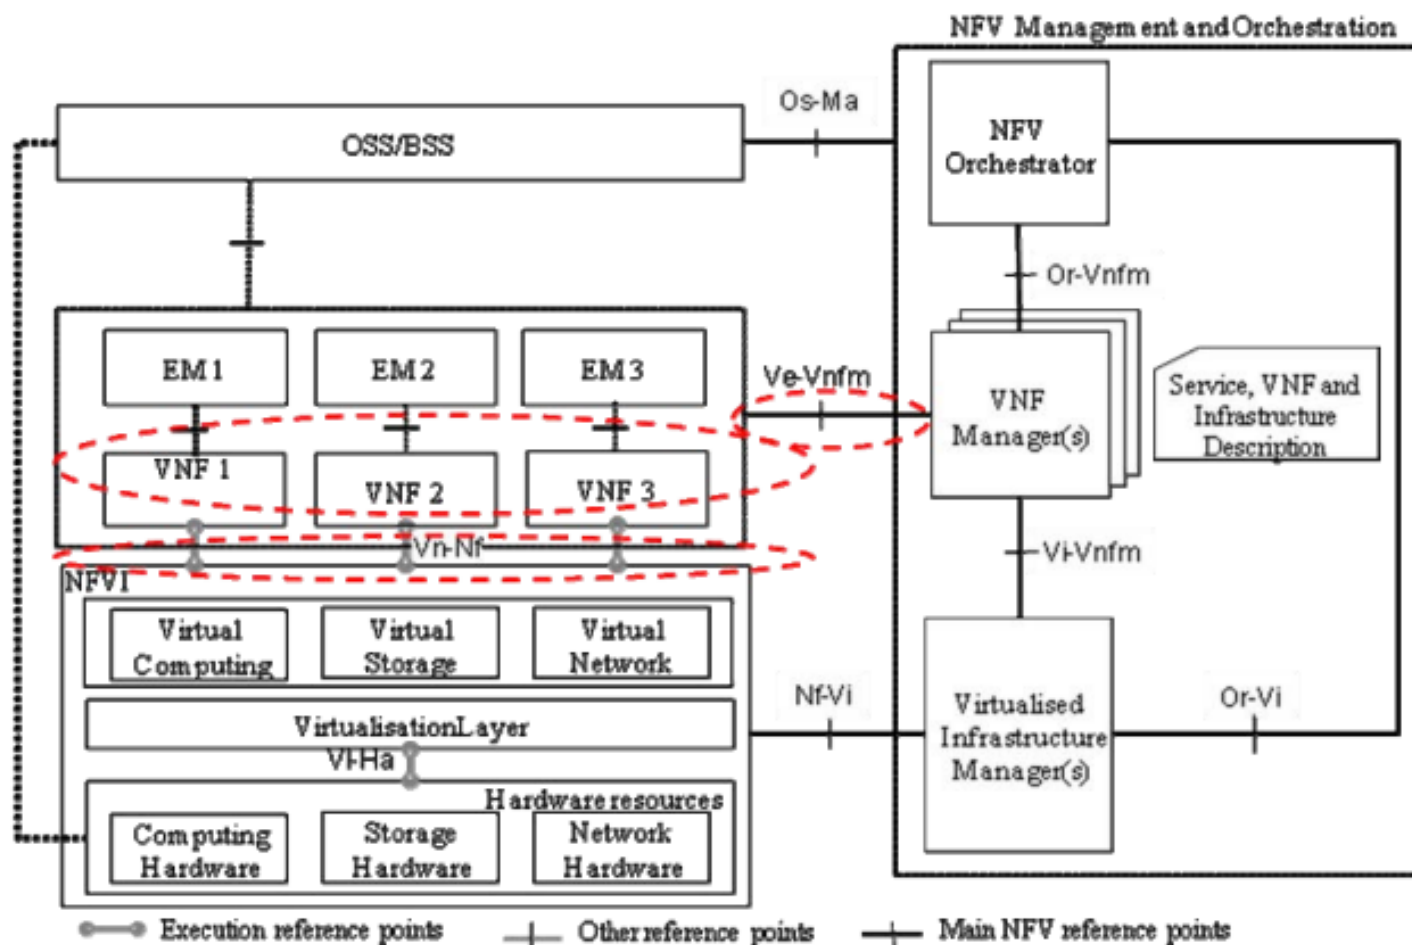 NFV Management and Orchestration
Os-Ma
OSS/BSS
NFV
Orchestrator
Or-Vnfm
EM 1
EM 2
EM 3
Ve-Vnfm
VNF
Manager(s)
Service, VNF and
Infrastructure
Description
VNF 1
VNF 2
VNF 3
Vn-Nf
Vi-Vnfm
NFVI
Virtual
Computing
Virtual
Storage
Virtual
Network
Nf-Vi
Virtualised
Infrastructure
Manager(s)
Or-Vi
Virtualisation Layer
Vl-Ha
Hardware resources
Computing
Hardware
Storage
Hardware
Network
Hardware
Execution reference points
Other reference points
Main NFV reference points